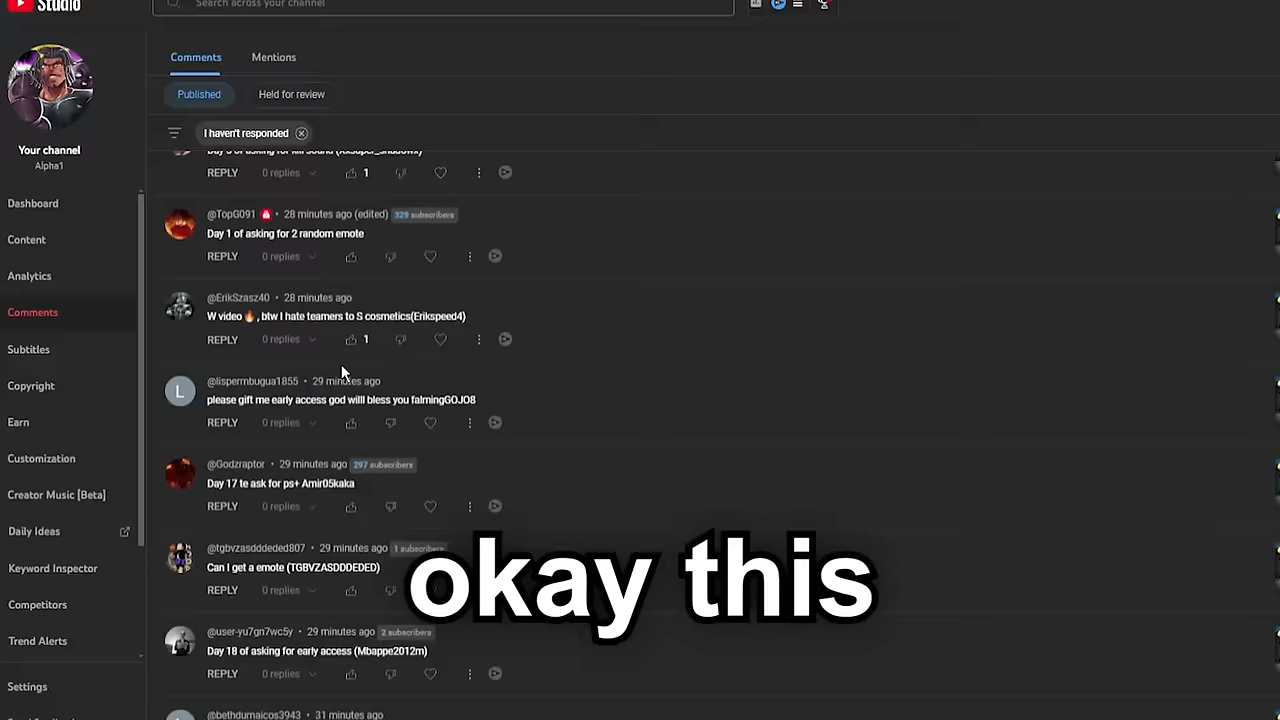 Studio
Search across your channel
Comments
Mentions
Published
Held for review
I haven't responded
Your channel
Alpha1
Dashboard
Content
Analytics
Comments
Subtitles
Copyright
Earn
Customization
Creator Music [Beta]
Daily Ideas
Keyword Inspector
Competitors
Trend Alerts
Settings
REPLY 0 replies 1
@TopG091 • 28 minutes ago (edited) 329 subscribers
Day 1 of asking for 2 random emote
REPLY 0 replies
@ErikSzasz40 • 28 minutes ago
W video 🔥, btw I hate teamers to S cosmetics(Erikspeed4)
REPLY 0 replies 1
@lispermbugua1855 • 29 minutes ago
please gift me early access god willl bless you falmingGOJO8
REPLY 0 replies
@Godzraptor • 29 minutes ago 297 subscribers
Day 17 te ask for ps+ Amir05kaka
REPLY 0 replies
@tgbvzasdddeded807 • 29 minutes ago 1 subscribers
Can I get a emote (TGBVZASDDDEDED)
REPLY 0 replies
okay this
@user-yu7gn7wc5y • 29 minutes ago 2 subscribers
Day 18 of asking for early access (Mbappe2012m)
REPLY 0 replies
@bethdumaicos3943 • 31 minutes ago